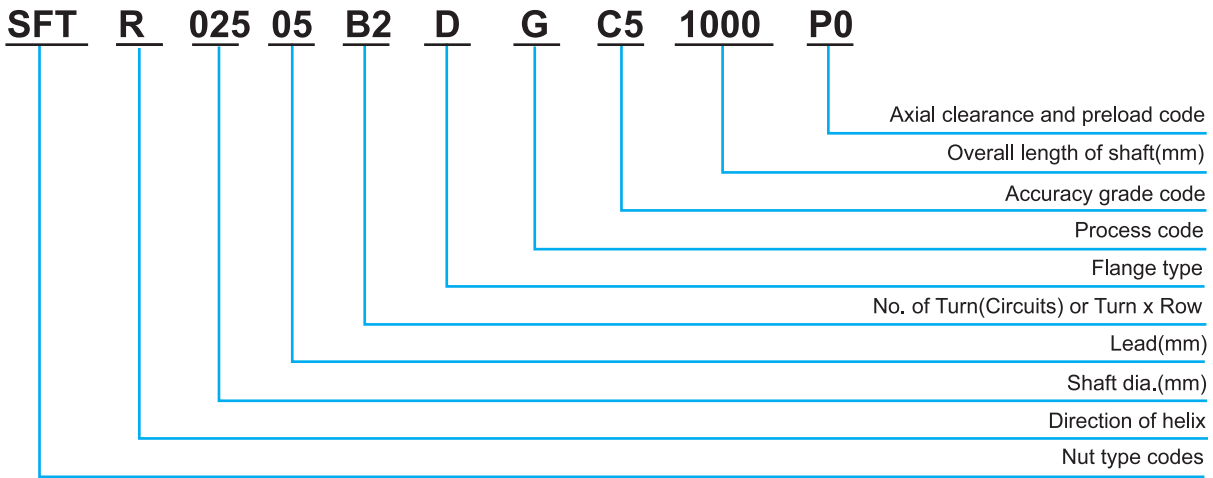 SFT R 025 05 B2 D G C5 1000 P0
Axial clearance and preload code
Overall length of shaft(mm)
Accuracy grade code
Process code
Flange type
No. of Turn(Circuits) or Turn x Row
Lead(mm)
Shaft dia.(mm)
Direction of helix
Nut type codes